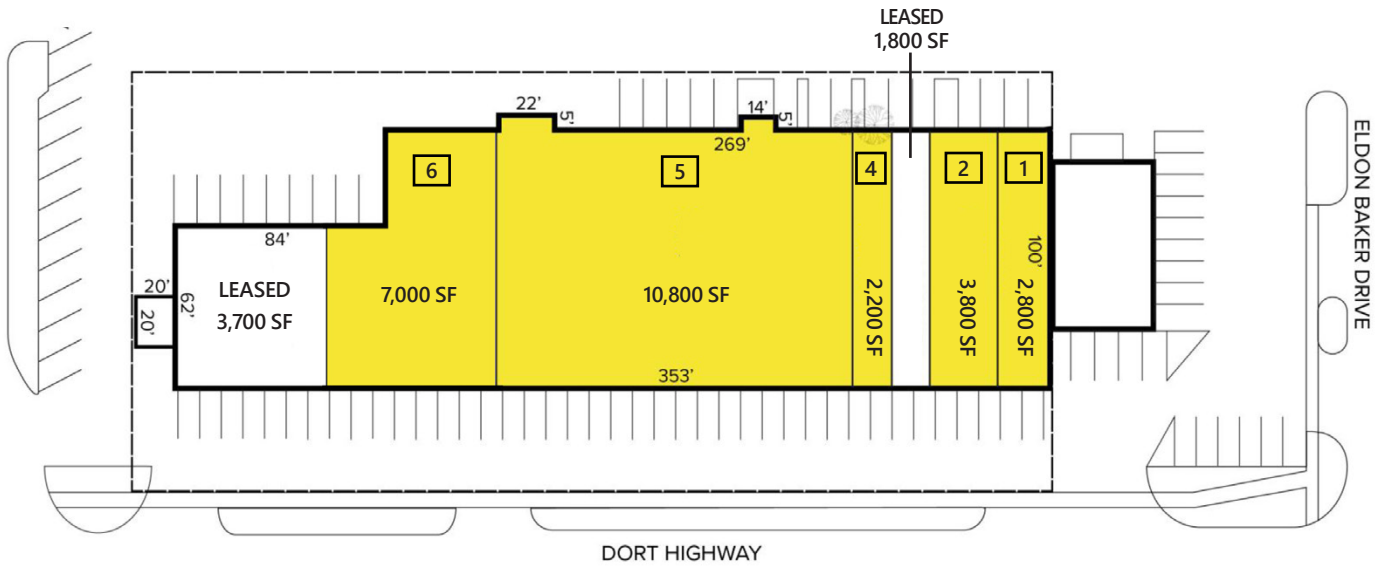 LEASED
1,800 SF
22'
5'
14'
5'
269'
6
5
4
2
1
84'
100'
20'
20'
62'
LEASED
3,700 SF
7,000 SF
10,800 SF
2,200 SF
3,800 SF
2,800 SF
353'
ELDON BAKER DRIVE
DORT HIGHWAY